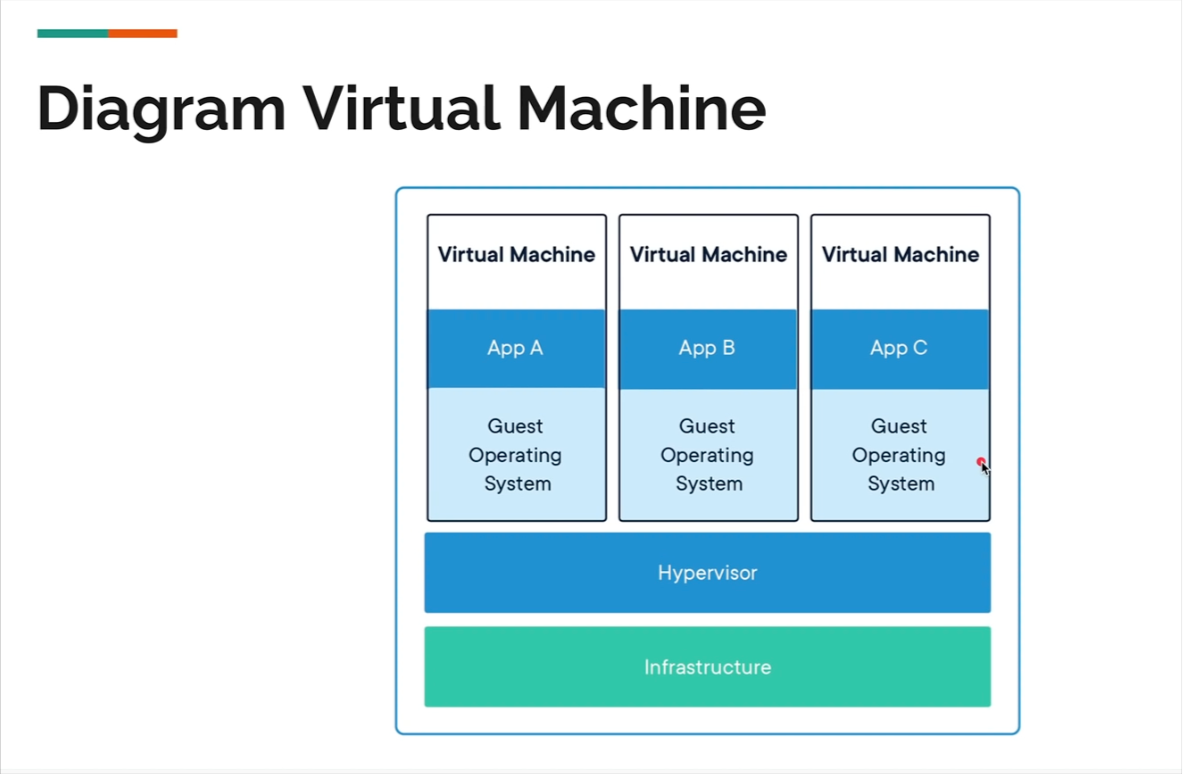 Diagram Virtual Machine
Virtual Machine
App A
Guest
Operating
System
Virtual Machine
App B
Guest
Operating
System
Virtual Machine
App C
Guest
Operating
System
Hypervisor
Infrastructure